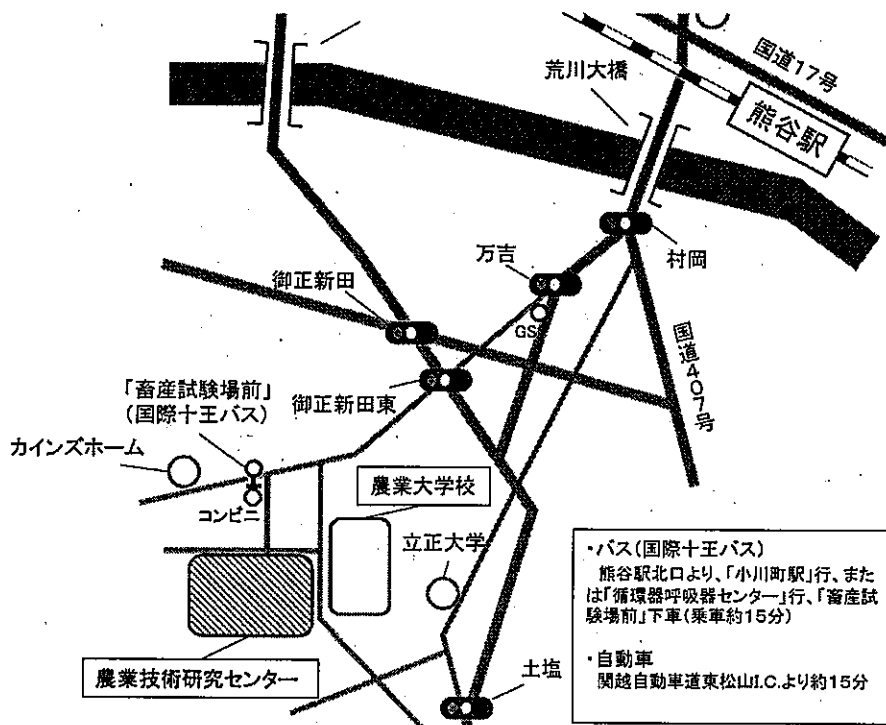 国道17号
荒川大橋
熊谷駅
村岡
万吉
御正新田
GS
国道407号
「畜産試験場前」
(国際十王バス)
御正新田東
カインズホーム
コンビニ
農業大学校
立正大学
農業技術研究センター
土塩
・バス(国際十王バス)
熊谷駅北口より、「小川町駅」行、また
は「循環器呼吸器センター」行、「畜産試
験場前」下車(乗車約15分)
・自動車
関越自動車道東松山I.C.より約15分